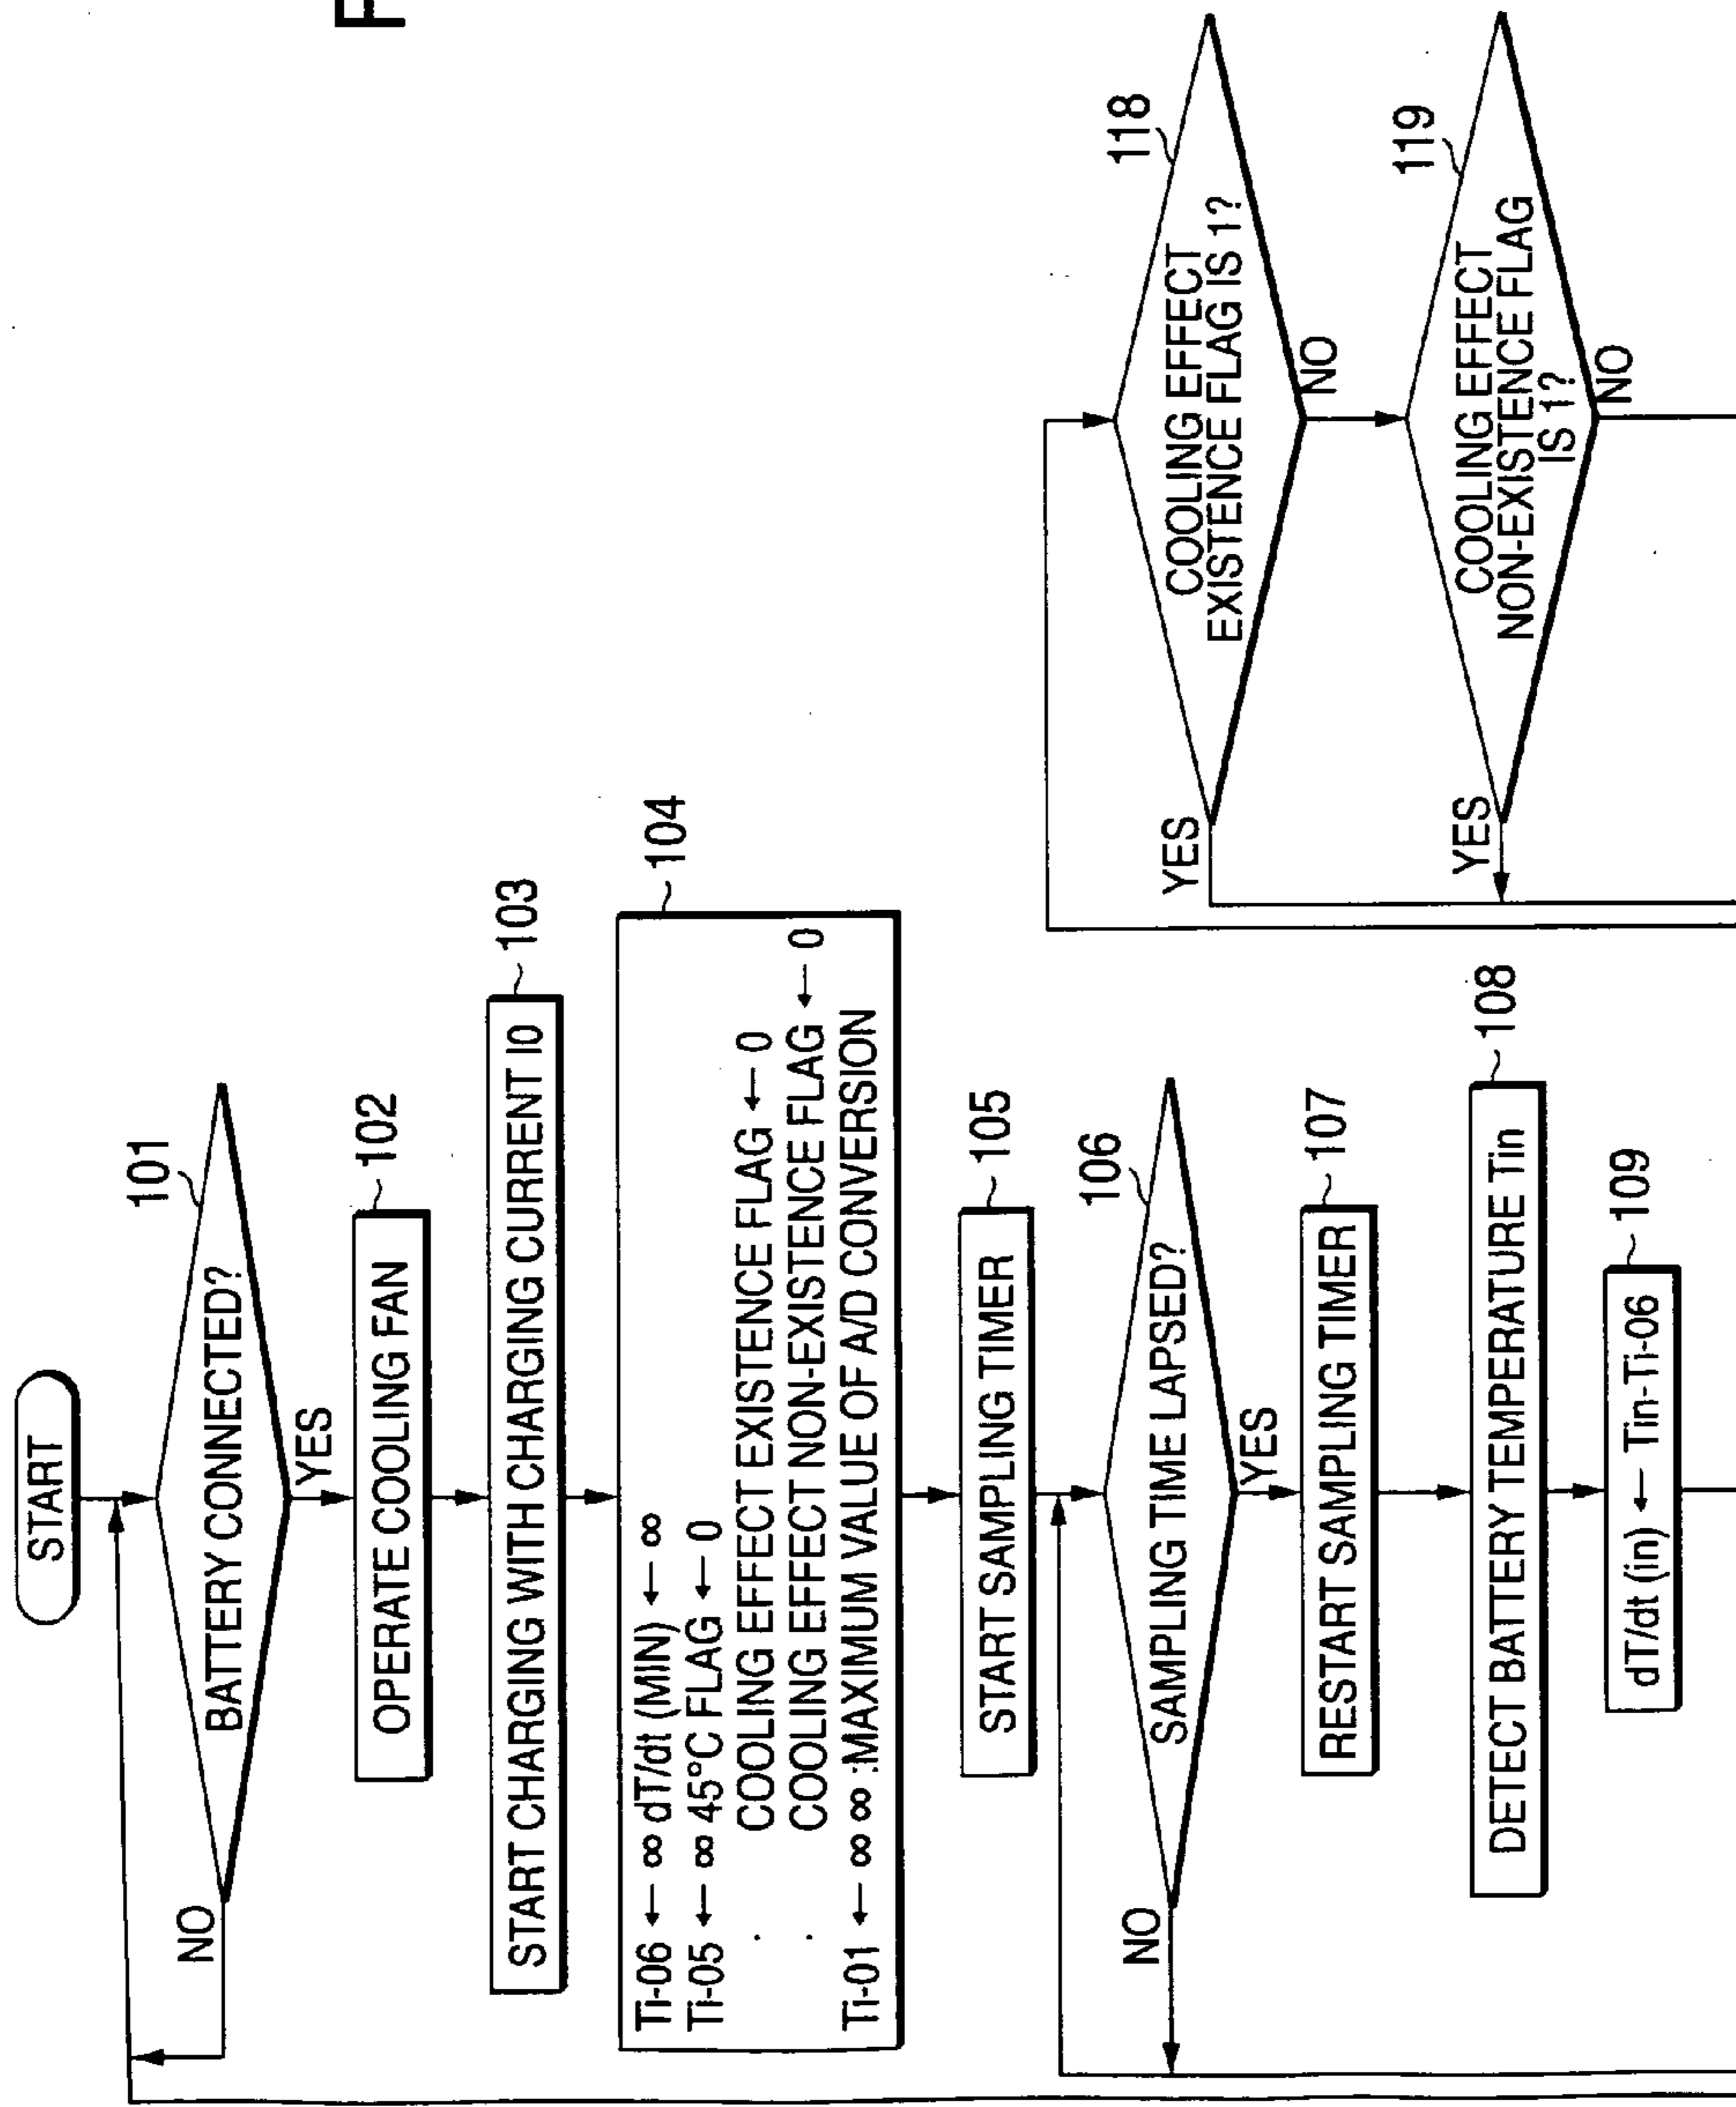 F
START
101
BATTERY CONNECTED?
NO
YES
OPERATE COOLING FAN
102
START CHARGING WITH CHARGING CURRENT I0
103
104
Ti-06 ← ∞ dT/dt (MIN) ← ∞
Ti-05 ← ∞ 45°C FLAG ← 0
COOLING EFFECT EXISTENCE FLAG ← 0
COOLING EFFECT NON-EXISTENCE FLAG ← 0
Ti-01 ← ∞ ∞ :MAXIMUM VALUE OF A/D CONVERSION
START SAMPLING TIMER
105
106
SAMPLING TIME LAPSED?
NO
YES
RESTART SAMPLING TIMER
107
DETECT BATTERY TEMPERATURE Tin
108
dT/dt (in) ← Tin-Ti-06
109
118
COOLING EFFECT
EXISTENCE FLAG IS 1?
YES
NO
119
COOLING EFFECT
NON-EXISTENCE FLAG
IS 1?
YES
NO